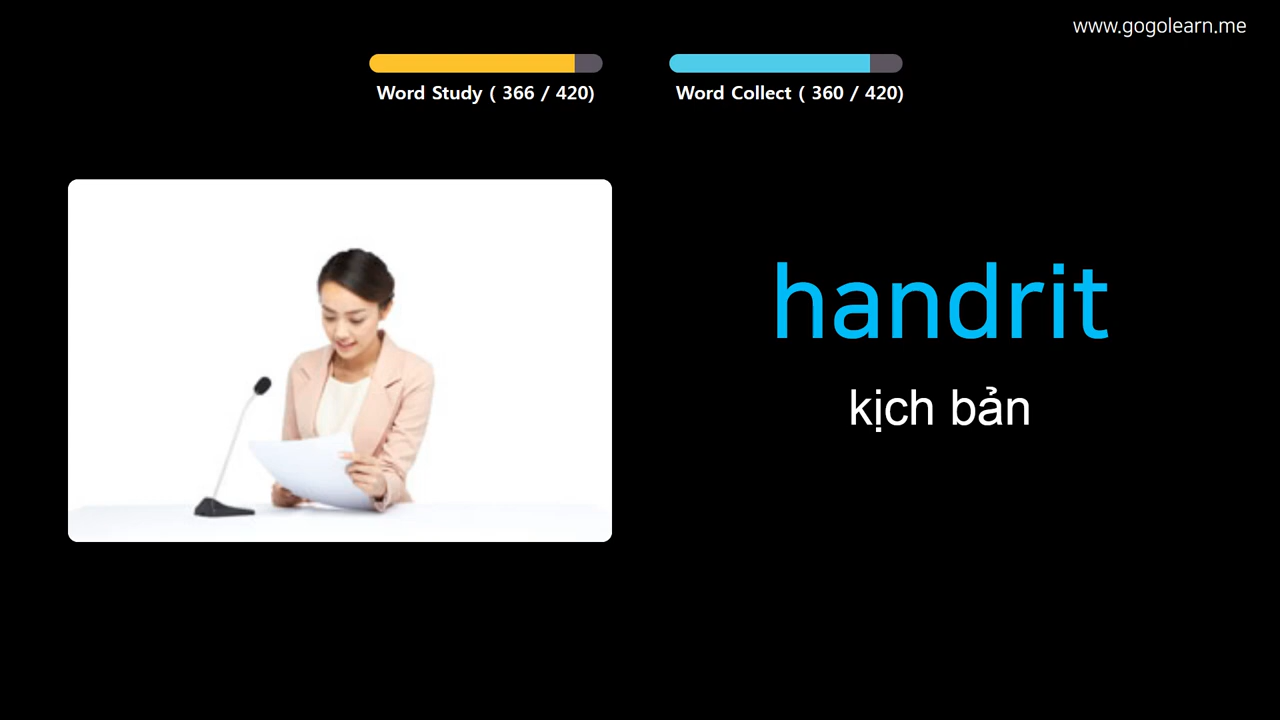 www.gogolearn.me
Word Study ( 366 / 420)
Word Collect ( 360 / 420)
handrit
kịch bản